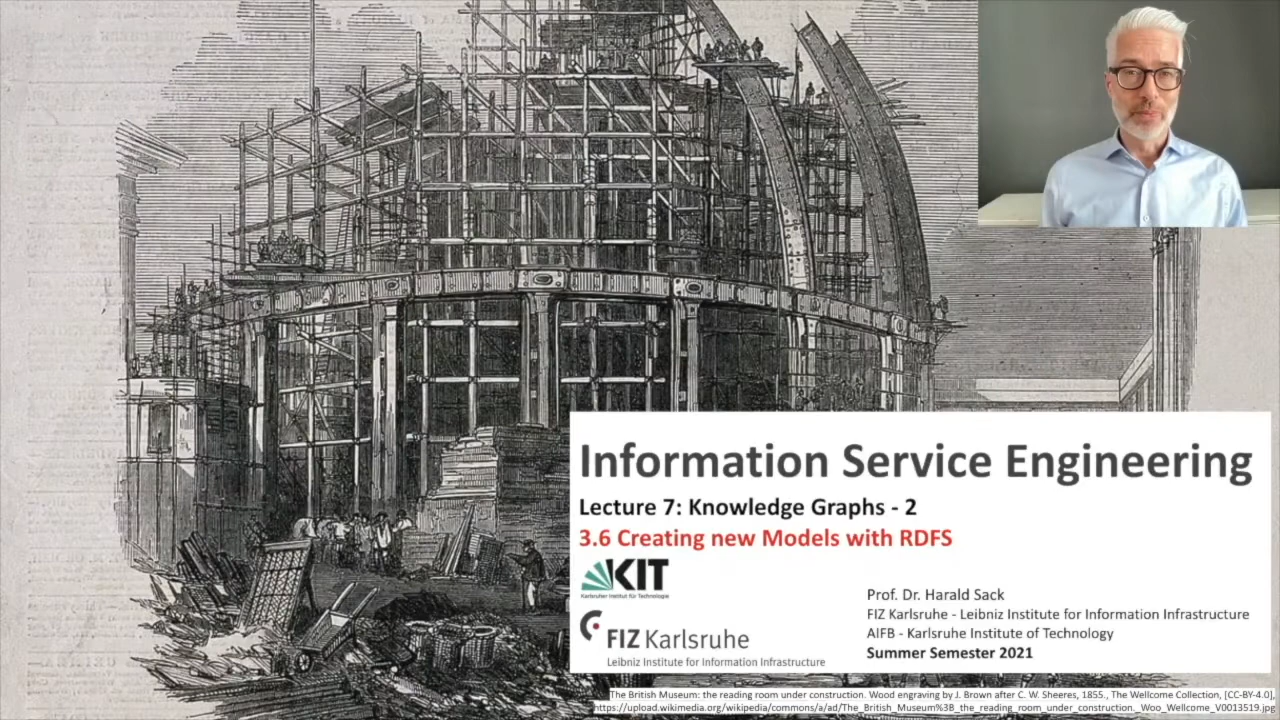 Information Service Engineering
Lecture 7: Knowledge Graphs - 2
3.6 Creating new Models with RDFS
KIT
Karlsruher Institut für Technologie
FIZ Karlsruhe
Leibniz Institute for Information Infrastructure
Prof. Dr. Harald Sack
FIZ Karlsruhe - Leibniz Institute for Information Infrastructure
AIFB - Karlsruhe Institute of Technology
Summer Semester 2021
The British Museum: the reading room under construction. Wood engraving by J. Brown after C. W. Sheeres, 1855., The Wellcome Collection, [CC-BY-4.0],
https://upload.wikimedia.org/wikipedia/commons/a/ad/The_British_Museum%3B_the_reading_room_under_construction._Woo_Wellcome_V0013519.jpg